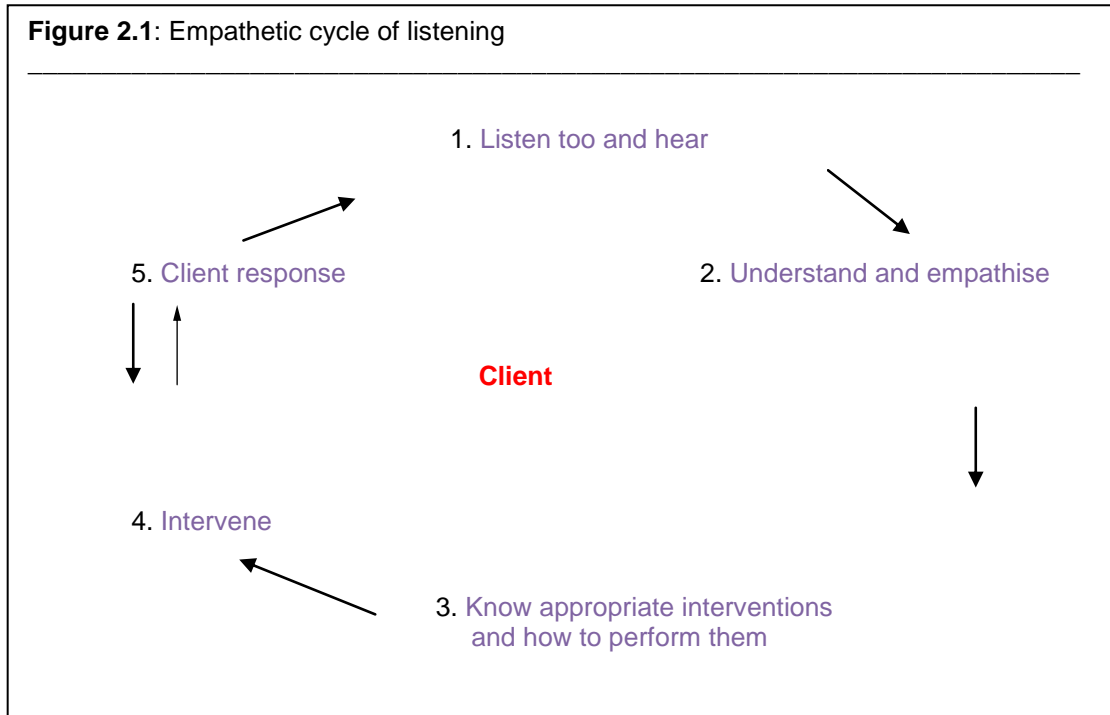 Figure 2.1: Empathetic cycle of listening
1. Listen too and hear
5. Client response
2. Understand and empathise
Client
4. Intervene
3. Know appropriate interventions
and how to perform them